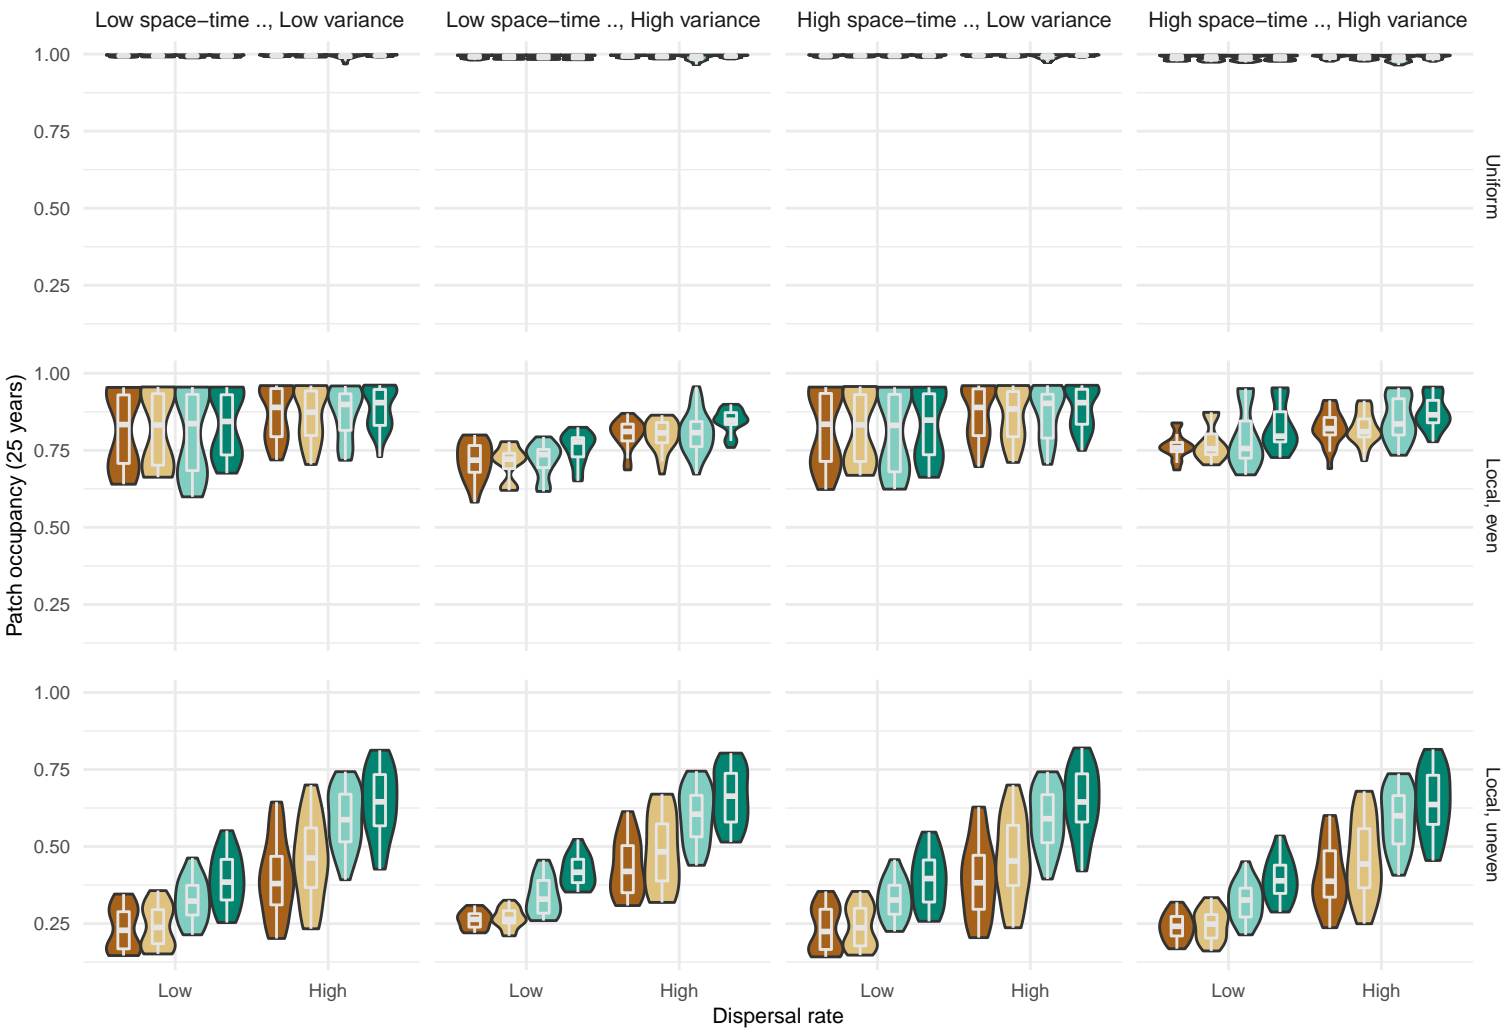 Low space−time .., Low variance
Low space−time .., High variance
High space−time .., Low variance
High space−time .., High variance
1.00
0.75
0.50
0.25
Uniform
Patch occupancy (25 years)
1.00
0.75
0.50
0.25
Local, even
1.00
0.75
0.50
0.25
Local, uneven
Low High Low High Low High Low High
Dispersal rate